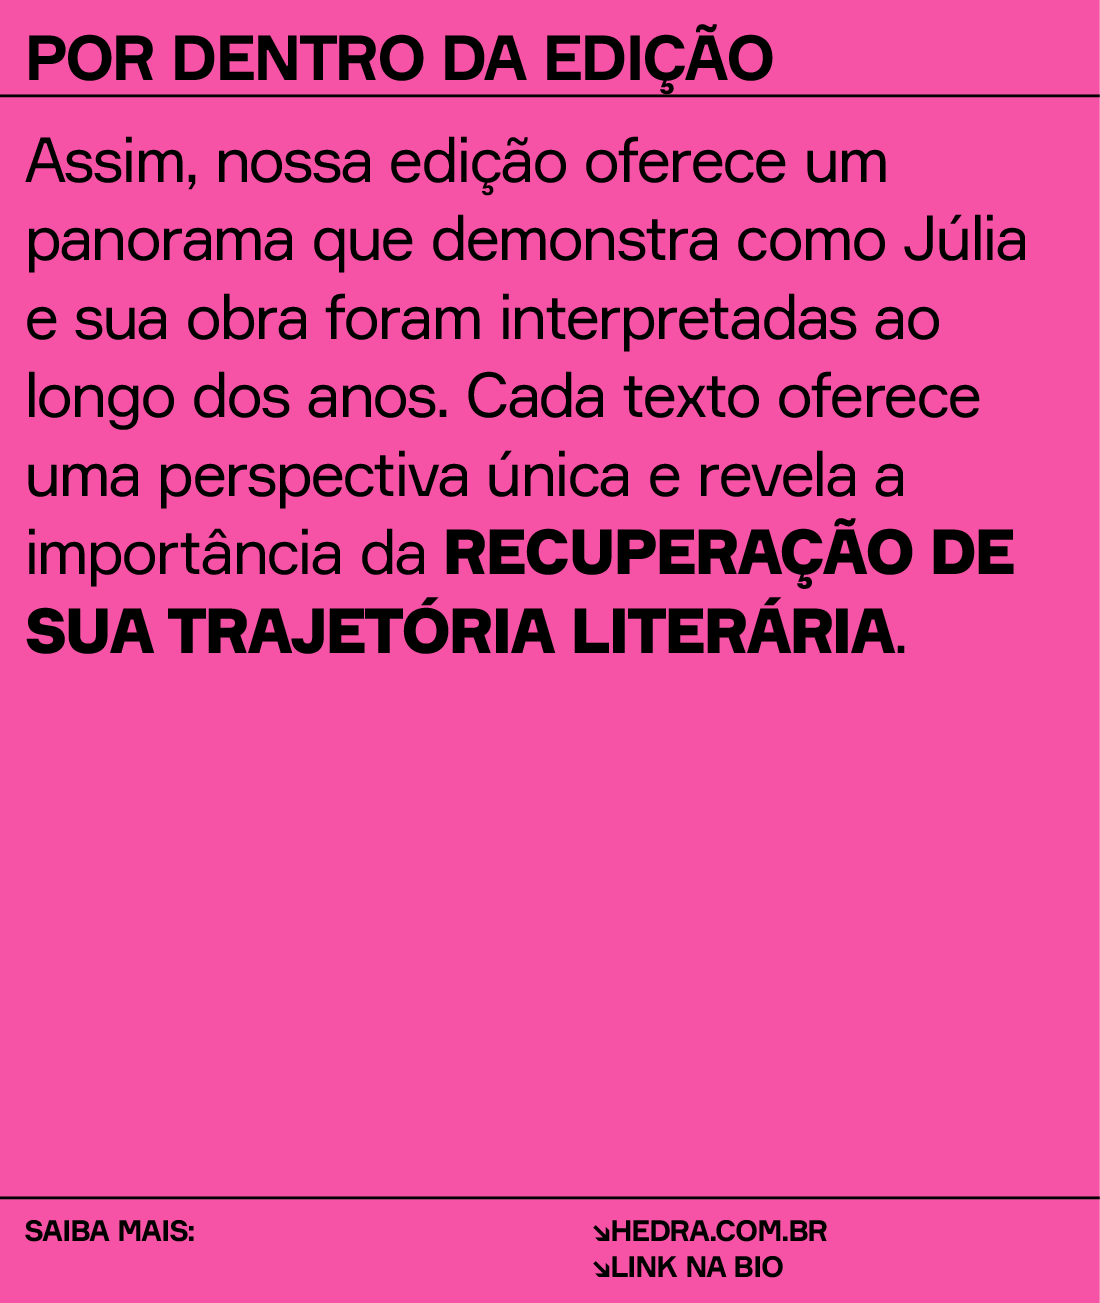 POR DENTRO DA EDIÇÃO
Assim, nossa edição oferece um
panorama que demonstra como Júlia
e sua obra foram interpretadas ao
longo dos anos. Cada texto oferece
uma perspectiva única e revela a
importância da RECUPERAÇÃO DE
SUA TRAJETÓRIA LITERÁRIA.
SAIBA MAIS:
↘HEDRA.COM.BR
↘LINK NA BIO